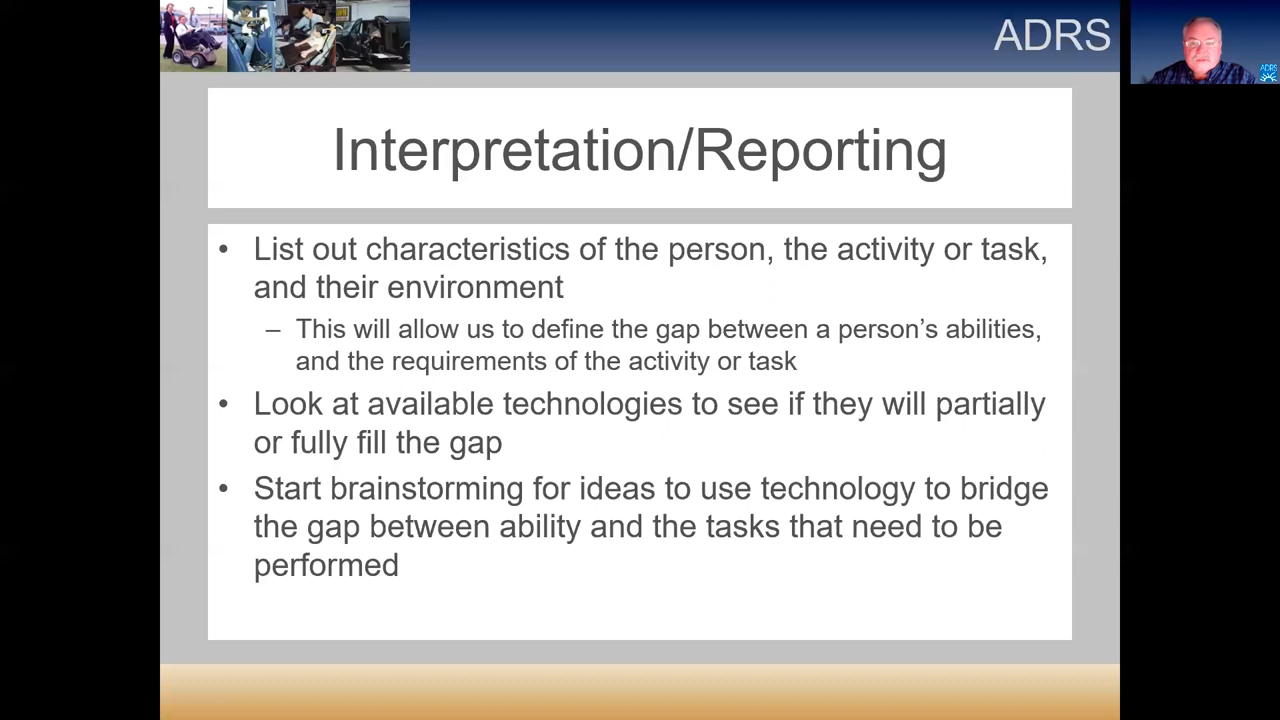 ADRS
ADRS
Interpretation/Reporting
• List out characteristics of the person, the activity or task,
and their environment
– This will allow us to define the gap between a person's abilities,
and the requirements of the activity or task
• Look at available technologies to see if they will partially
or fully fill the gap
• Start brainstorming for ideas to use technology to bridge
the gap between ability and the tasks that need to be
performed